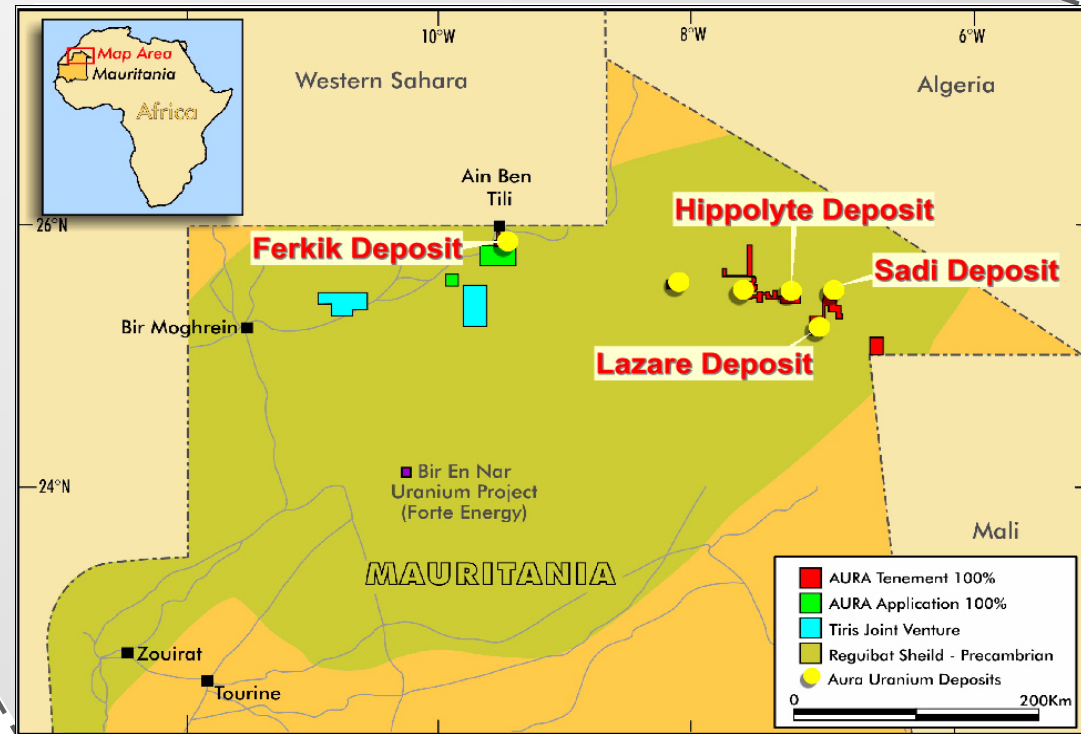 10°W
8°W
6°W
Map Area
Mauritania
Africa
Western Sahara
Algeria
Ain Ben
Tili
26°N
Hippolyte Deposit
Ferkik Deposit
Sadi Deposit
Bir Moghrein
Lazare Deposit
24°N
Bir En Nar
Uranium Project
(Forte Energy)
Mali
MAURITANIA
AURA Tenement 100%
AURA Application 100%
Tiris Joint Venture
Reguibat Sheild - Precambrian
Aura Uranium Deposits
0
200Km
Zouirat
Tourine